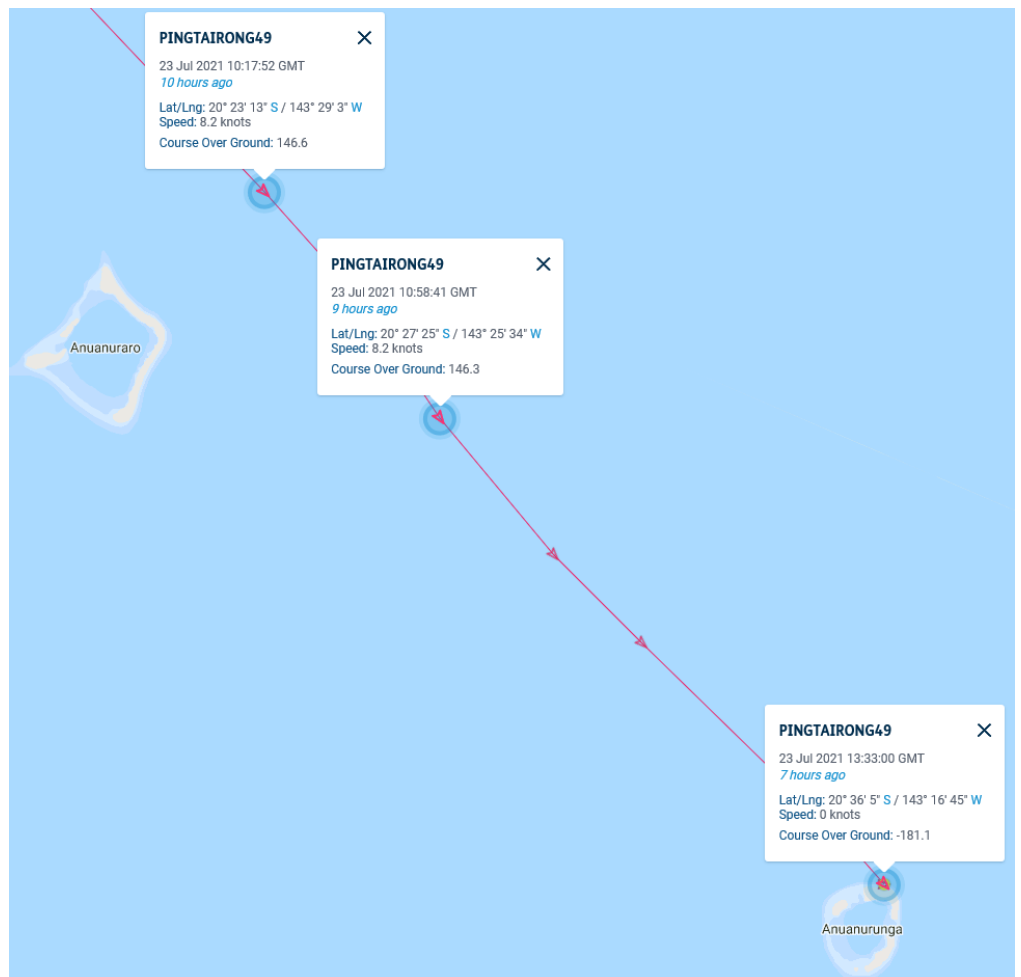 PINGTAIRONG49
23 Jul 2021 10:17:52 GMT
10 hours ago
Lat/Lng: 20° 23' 13" S / 143° 29' 3" W
Speed: 8.2 knots
Course Over Ground: 146.6
PINGTAIRONG49
23 Jul 2021 10:58:41 GMT
9 hours ago
Lat/Lng: 20° 27' 25" S / 143° 25' 34" W
Speed: 8.2 knots
Course Over Ground: 146.3
Anuanuraro
PINGTAIRONG49
23 Jul 2021 13:33:00 GMT
7 hours ago
Lat/Lng: 20° 36' 5" S / 143° 16' 45" W
Speed: 0 knots
Course Over Ground: -181.1
Anuanurunga